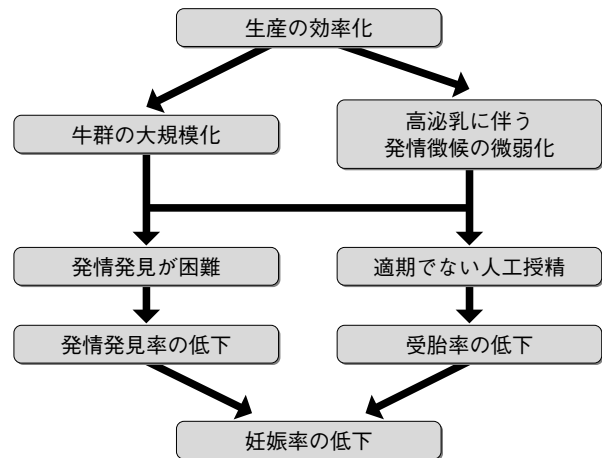 生産の効率化
牛群の大規模化
高泌乳に伴う
発情徴候の微弱化
発情発見が困難
適期でない人工授精
発情発見率の低下
受胎率の低下
妊娠率の低下